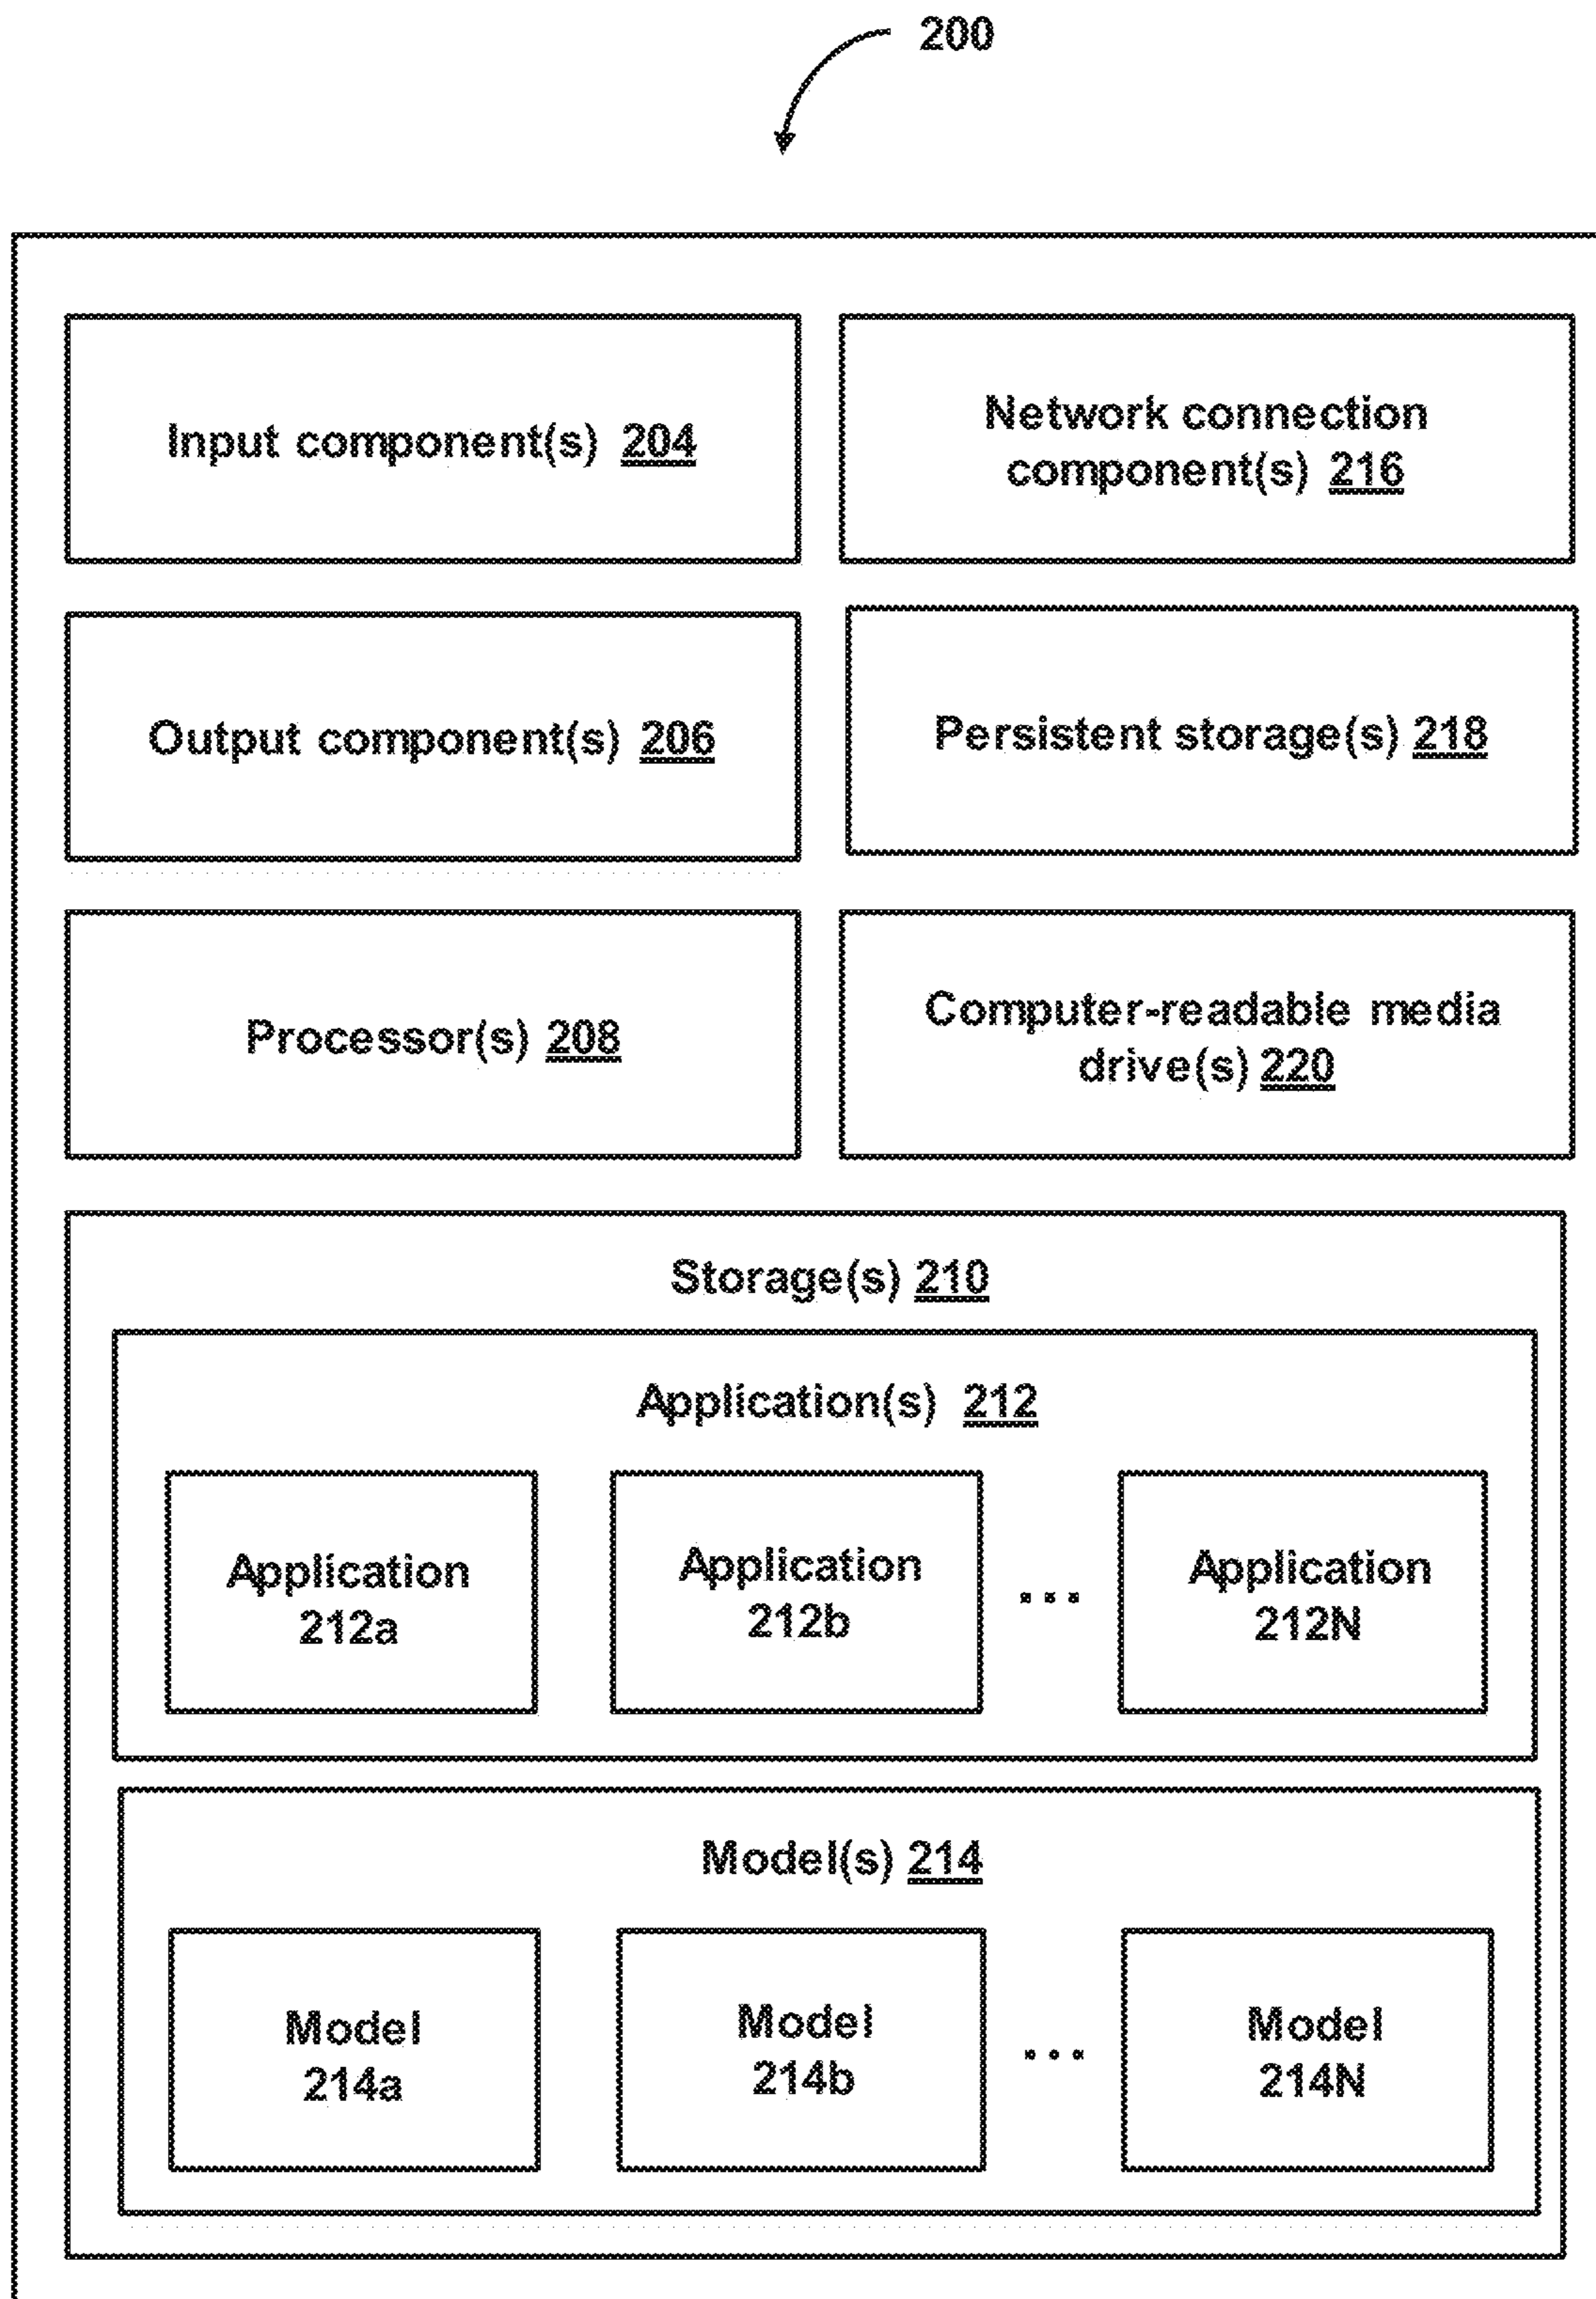 200
Input component(s) 204
Network connection
component(s) 216
Output component(s) 206
Persistent storage(s) 218
Processor(s) 208
Computer-readable media
drive(s) 220
Storage(s) 210
Application(s) 212
Application
212a
Application
212b
...
Application
212N
Model(s) 214
Model
214a
Model
214b
...
Model
214N